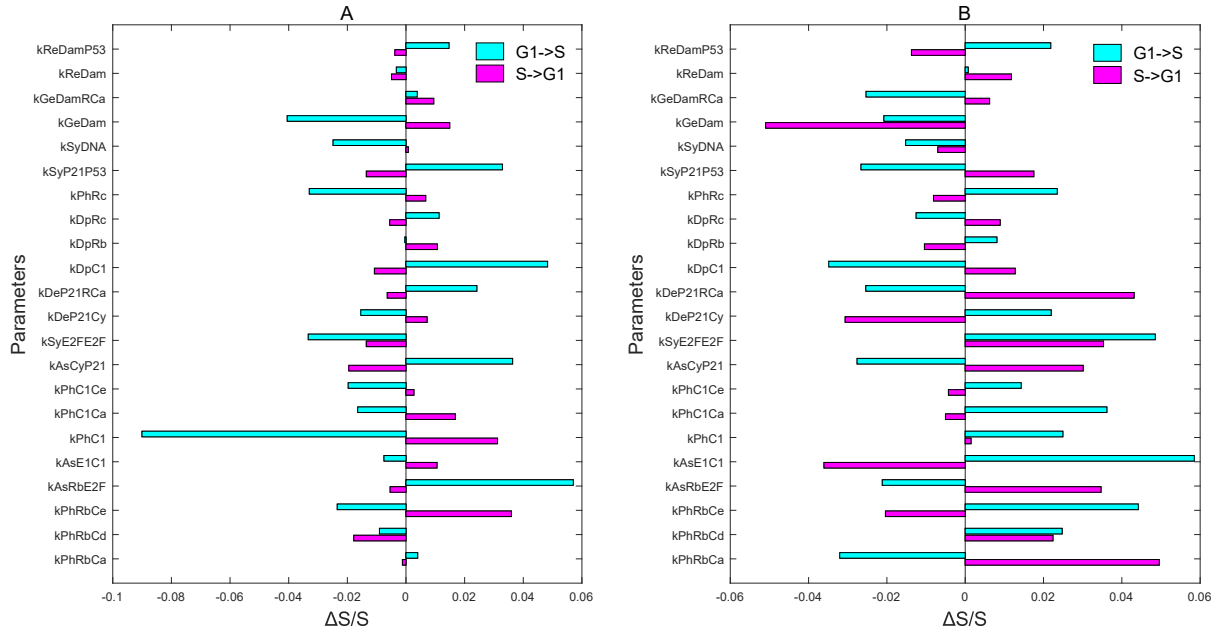 A
Parameters
kReDamP53
kReDam
kGeDamRCa
kGeDam
kSyDNA
kSyP21P53
kPhRc
kDpRc
kDpRb
kDpC1
kDeP21RCa
kDeP21Cy
kSyE2FE2F
kAsCyP21
kPhC1Ce
kPhC1Ca
kPhC1
kAsE1C1
kAsRbE2F
kPhRbCe
kPhRbCd
kPhRbCa
G1->S
S->G1
-0.1 -0.08 -0.06 -0.04 -0.02 0 0.02 0.04 0.06
ΔS/S
B
Parameters
kReDamP53
kReDam
kGeDamRCa
kGeDam
kSyDNA
kSyP21P53
kPhRc
kDpRc
kDpRb
kDpC1
kDeP21RCa
kDeP21Cy
kSyE2FE2F
kAsCyP21
kPhC1Ce
kPhC1Ca
kPhC1
kAsE1C1
kAsRbE2F
kPhRbCe
kPhRbCd
kPhRbCa
G1->S
S->G1
-0.06 -0.04 -0.02 0 0.02 0.04 0.06
ΔS/S